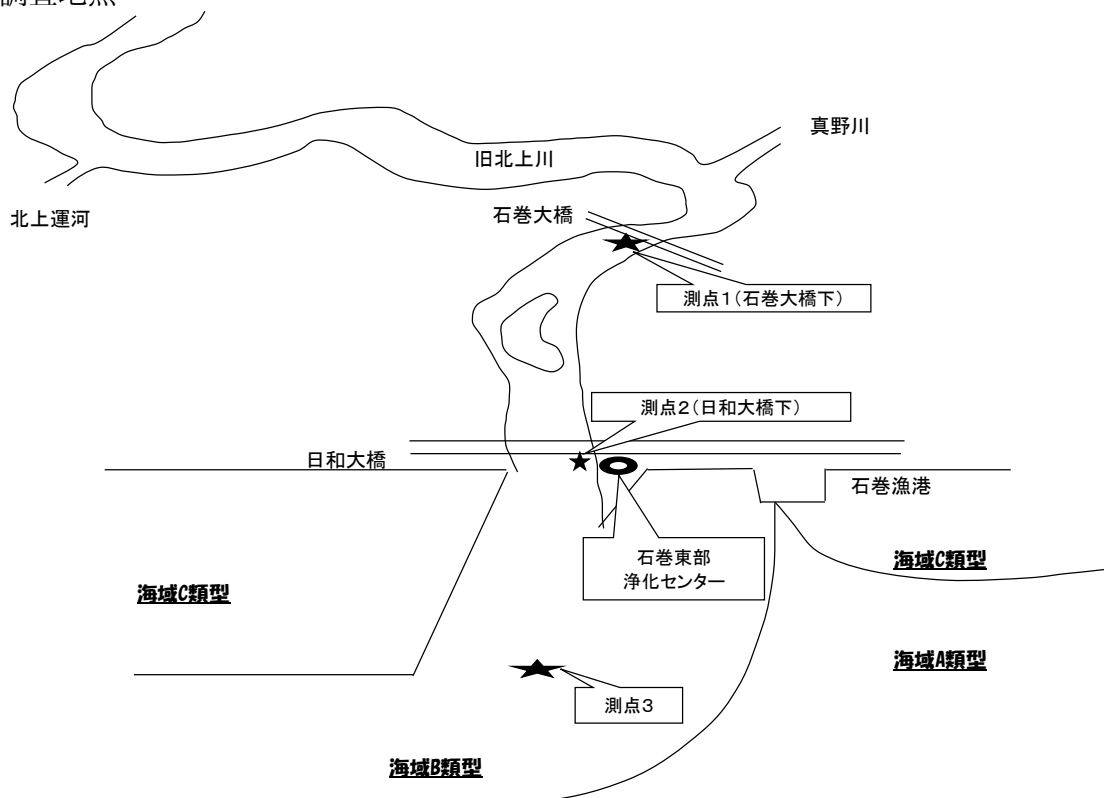 調査地点
真野川
旧北上川
北上運河
石巻大橋
測点1(石巻大橋下)
測点2(日和大橋下)
日和大橋
石巻漁港
石巻東部
浄化センター
海域C類型
海域C類型
海域A類型
測点3
海域B類型